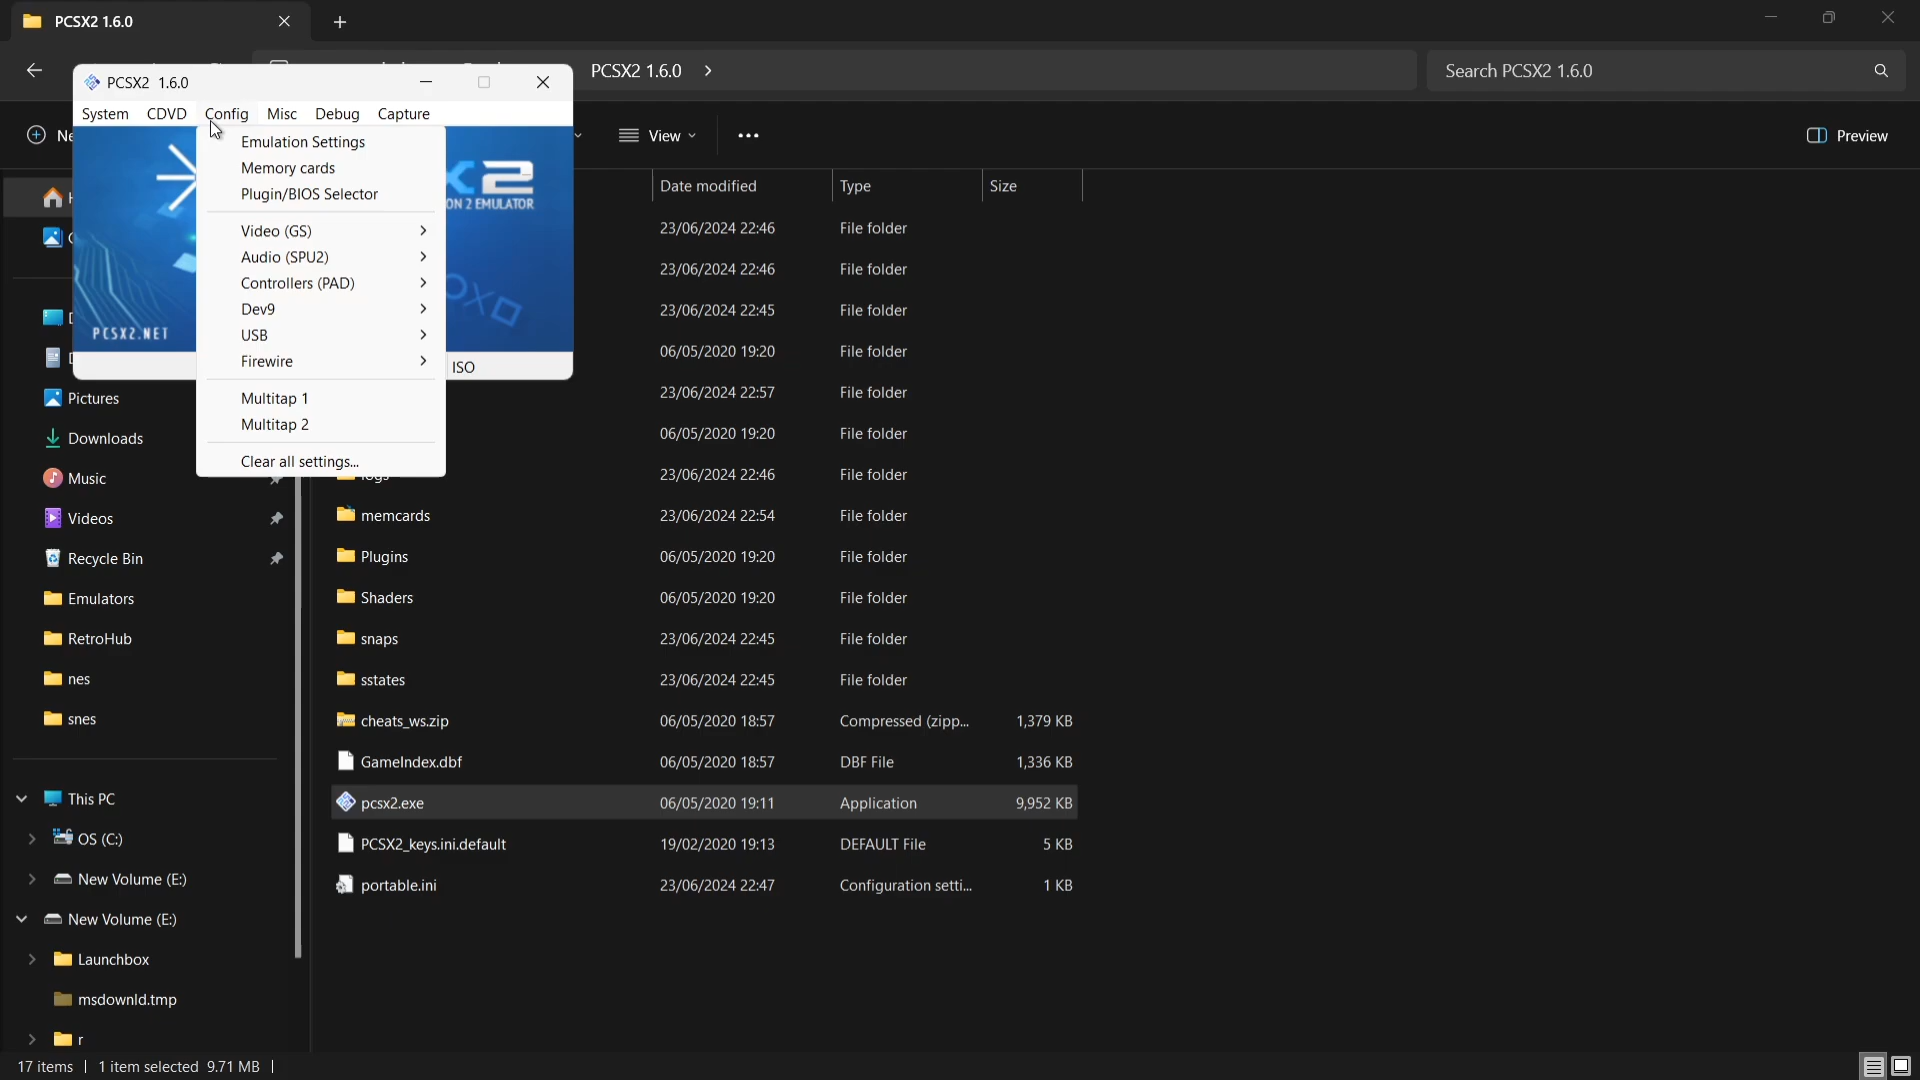 PCSX2 1.6.0
PCSX2 1.6.0
Search PCSX2 1.6.0
PCSX2 1.6.0
System CDVD Config Misc Debug Capture
Ne
View
Preview
Emulation Settings
Memory cards
Plugin/BIOS Selector
Video (GS)
Audio (SPU2)
Controllers (PAD)
Dev9
USB
Firewire
Multitap 1
Multitap 2
Clear all settings...
X2
ON 2 EMULATOR
PCSX2.NET
ISO
Date modified Type Size
23/06/2024 22:46 File folder
23/06/2024 22:46 File folder
23/06/2024 22:45 File folder
06/05/2020 19:20 File folder
23/06/2024 22:57 File folder
06/05/2020 19:20 File folder
logs 23/06/2024 22:46 File folder
memcards 23/06/2024 22:54 File folder
Plugins 06/05/2020 19:20 File folder
Shaders 06/05/2020 19:20 File folder
snaps 23/06/2024 22:45 File folder
sstates 23/06/2024 22:45 File folder
cheats_ws.zip 06/05/2020 18:57 Compressed (zipp... 1,379 KB
GameIndex.dbf 06/05/2020 18:57 DBF File 1,336 KB
pcsx2.exe 06/05/2020 19:11 Application 9,952 KB
PCSX2_keys.ini.default 19/02/2020 19:13 DEFAULT File 5 KB
portable.ini 23/06/2024 22:47 Configuration setti... 1 KB
Pictures
Downloads
Music
Videos
Recycle Bin
Emulators
RetroHub
nes
snes
This PC
OS (C:)
New Volume (E:)
New Volume (E:)
Launchbox
msdownld.tmp
r
17 items 1 item selected 9.71 MB